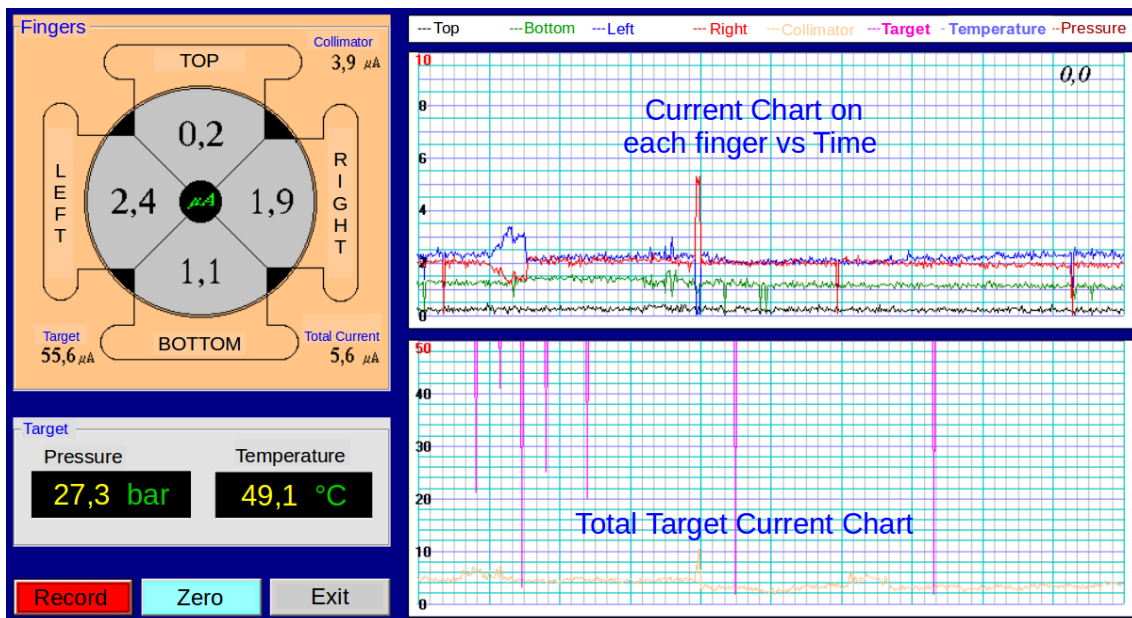 Fingers
Collimator
3,9 µA
TOP
0,2
LEFT
2,4
µA
1,9
RIGHT
1,1
BOTTOM
Target
55,6 µA
Total Current
5,6 µA
Target
Pressure
Temperature
27,3 bar
49,1 °C
Record
Zero
Exit
---Top ---Bottom ---Left ---Right ---Collimator ---Target - Temperature --Pressure
10
0,0
8
Current Chart on
each finger vs Time
6
4
2
0
50
40
30
20
Total Target Current Chart
10
0